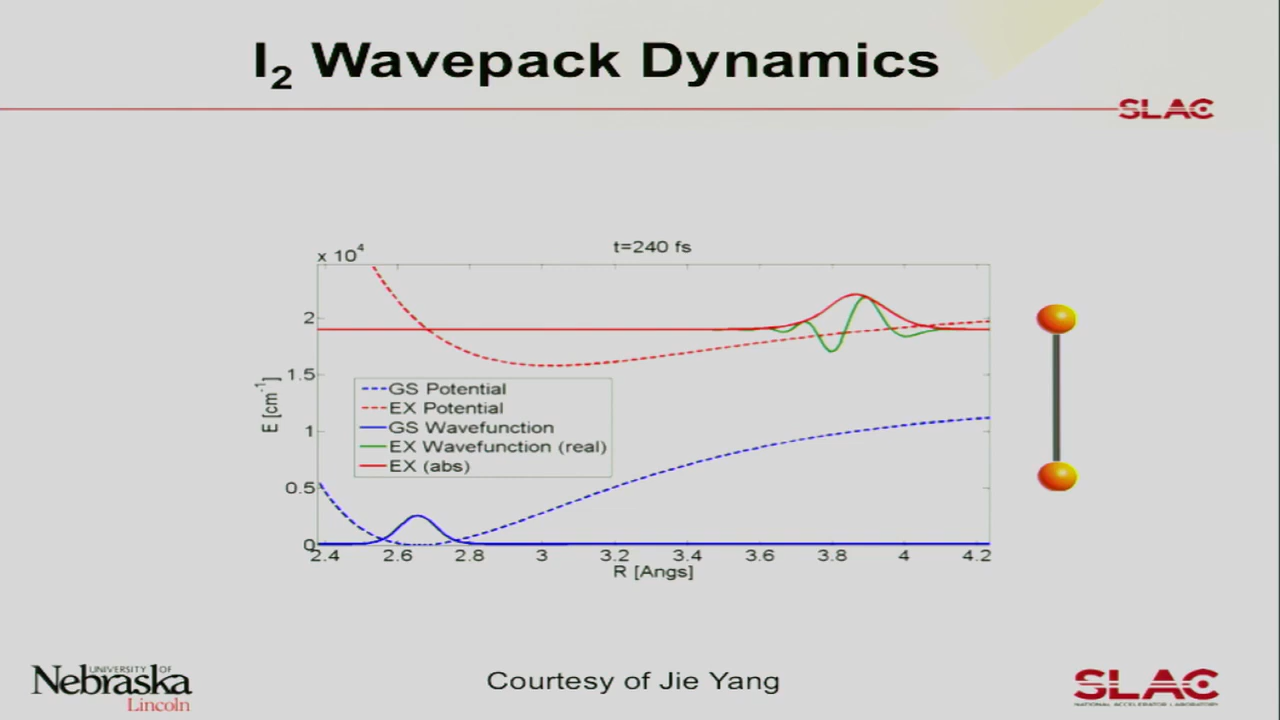 I2 Wavepack Dynamics
SLAC
x 10^4
t=240 fs
2
1.5
1
0.5
0
E [cm^-1]
GS Potential
EX Potential
GS Wavefunction
EX Wavefunction (real)
EX (abs)
2.4 2.6 2.8 3 3.2 3.4 3.6 3.8 4 4.2
R [Angs]
UNIVERSITY OF
Nebraska
Lincoln
Courtesy of Jie Yang
SLAC
NATIONAL ACCELERATOR LABORATORY